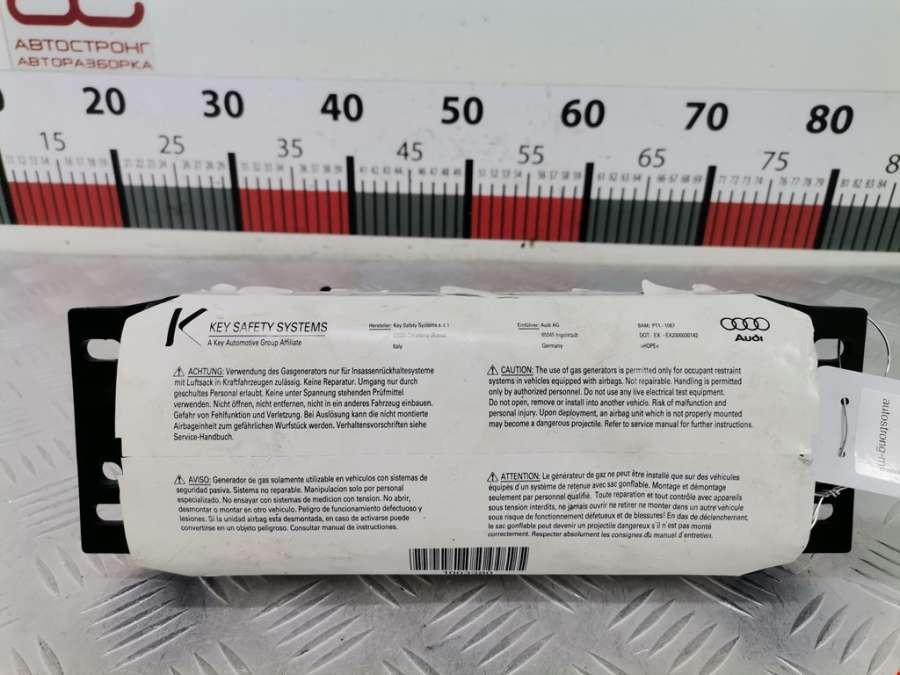 АВТОСТРОНГ
АВТОРАЗБОРКА
20 30 40 50 60 70 80
15 25 35 45 55 65 75 8
KEY SAFETY SYSTEMS
A Key Automotive Group Affiliate
Hersteller: Key Safety Systems s.r.l
Italy
Einführer: Audi AG
85045 Ingolstadt
Germany
BAM: PT1 - 1067
>HDPE<
Audi
ACHTUNG: Verwendung des Gasgenerators nur für Insassenrückhaltesysteme
mit Luftsack in Kraftfahrzeugen zulässig. Keine Reparatur. Umgang nur durch
geschultes Personal erlaubt. Keine unter Spannung stehenden Prüfmittel
verwenden. Nicht öffnen, nicht entfernen, nicht in ein anderes Fahrzeug einbauen.
Gefahr von Fehlfunktion und Verletzung. Bei Auslösung kann die nicht montierte
Airbageinheit zum gefährlichen Wurfstück werden. Verhaltensvorschriften siehe
Service-Handbuch.
CAUTION: The use of gas generators is permitted only for occupant restraint
systems in vehicles equipped with airbags. Not repairable. Handling is permitted
only by authorized personnel. Do not use any live electrical test equipment.
Do not open, remove or install into another vehicle. Risk of malfunction and
personal injury. Upon deployment, an airbag unit which is not properly mounted
may become a dangerous projectile. Refer to service manual for further instructions.
AVISO: Generador de gas solamente utilizable en vehículos con sistemas de
seguridad pasiva. Sistema no reparable. Manipulacion solo por personal
especializado. No ensayar con sistemas de medicion con tension. No abrir,
desmontar o montar en otro vehículo. Peligro de funcionamiento defectuoso y
lesiones. Si la unidad airbag esta desmontada, en caso de activarse puede
convertirse en un objeto peligroso. Consultar manual de instrucciones.
ATTENTION: Le générateur de gaz ne peut être installé que sur des véhicules
équipés d'un système de retenue avec sac gonflable. Montage et démontage
seulement par personnel qualifié. Toute reparation et tout contrôle avec appareils
sous tension interdits, ne jamais ouvrir ne retirer ne monter dans un autre véhicule
sous risque de fonctionnement défetueux et de blessures! En das de déclenchement,
le sac gonflable peut devenir un projectile dangereux s'il n'est pas monté
correctement. Respecter absolument les consignes du manuel d'entretien.
autostrong-m